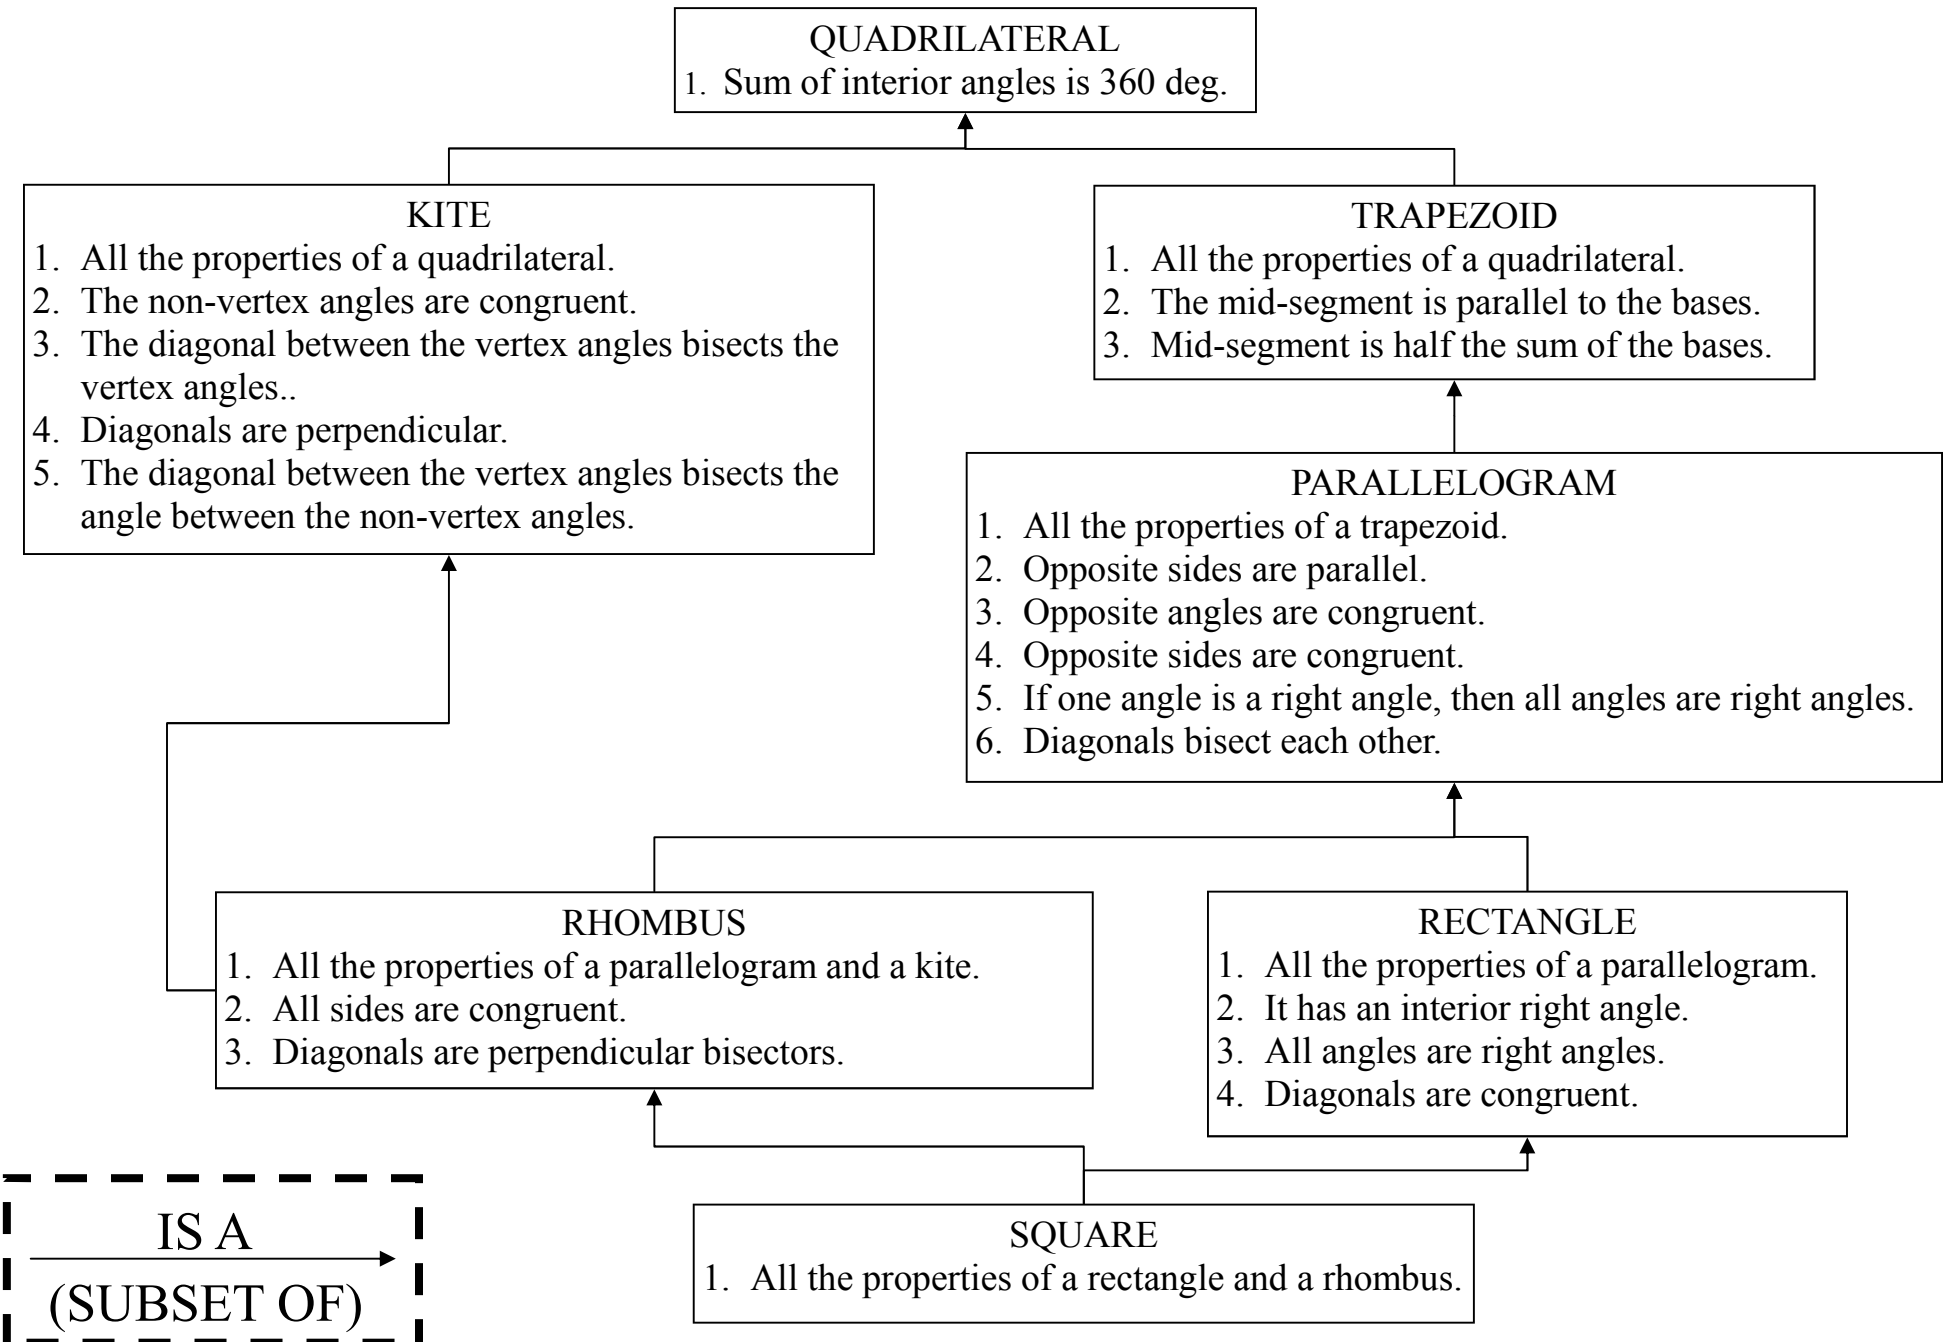 QUADRILATERAL
1. Sum of interior angles is 360 deg.
KITE
1. All the properties of a quadrilateral.
2. The non-vertex angles are congruent.
3. The diagonal between the vertex angles bisects the
vertex angles..
4. Diagonals are perpendicular.
5. The diagonal between the vertex angles bisects the
angle between the non-vertex angles.
TRAPEZOID
1. All the properties of a quadrilateral.
2. The mid-segment is parallel to the bases.
3. Mid-segment is half the sum of the bases.
PARALLELOGRAM
1. All the properties of a trapezoid.
2. Opposite sides are parallel.
3. Opposite angles are congruent.
4. Opposite sides are congruent.
5. If one angle is a right angle, then all angles are right angles.
6. Diagonals bisect each other.
RHOMBUS
1. All the properties of a parallelogram and a kite.
2. All sides are congruent.
3. Diagonals are perpendicular bisectors.
RECTANGLE
1. All the properties of a parallelogram.
2. It has an interior right angle.
3. All angles are right angles.
4. Diagonals are congruent.
SQUARE
1. All the properties of a rectangle and a rhombus.
IS A
(SUBSET OF)